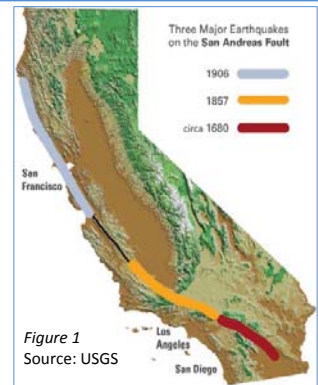 Three Major Earthquakes
on the San Andreas Fault
1906
1857
circa 1680
San
Francisco
Los
Angeles
San Diego
Figure 1
Source: USGS